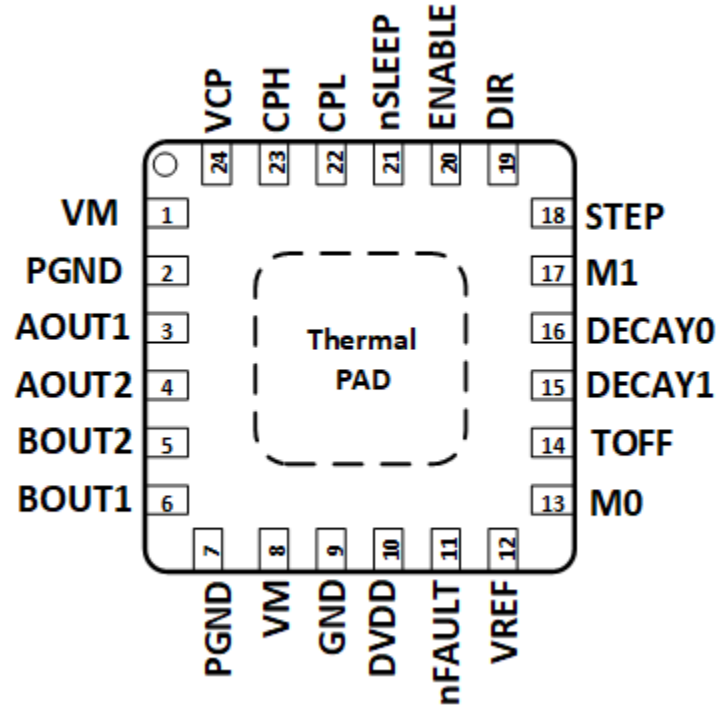 VCP
CPH
CPL
nSLEEP
ENABLE
DIR
24
23
22
21
20
19
VM 1
PGND 2
AOUT1 3
AOUT2 4
BOUT2 5
BOUT1 6
Thermal
PAD
18 STEP
17 M1
16 DECAY0
15 DECAY1
14 TOFF
13 M0
7
8
9
10
11
12
PGND
VM
GND
DVDD
nFAULT
VREF